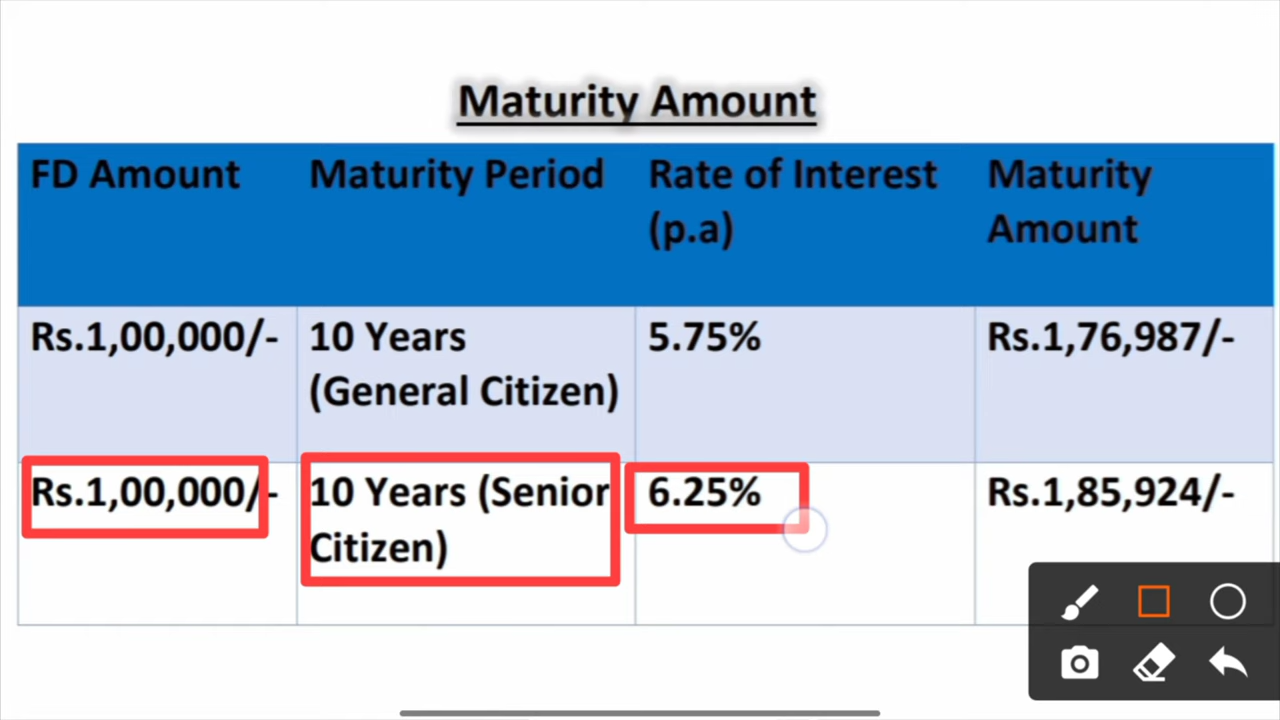 Maturity Amount
FD Amount
Maturity Period
Rate of Interest
(p.a)
Maturity
Amount
Rs.1,00,000/-
10 Years
(General Citizen)
5.75%
Rs.1,76,987/-
Rs.1,00,000/-
10 Years (Senior
Citizen)
6.25%
Rs.1,85,924/-